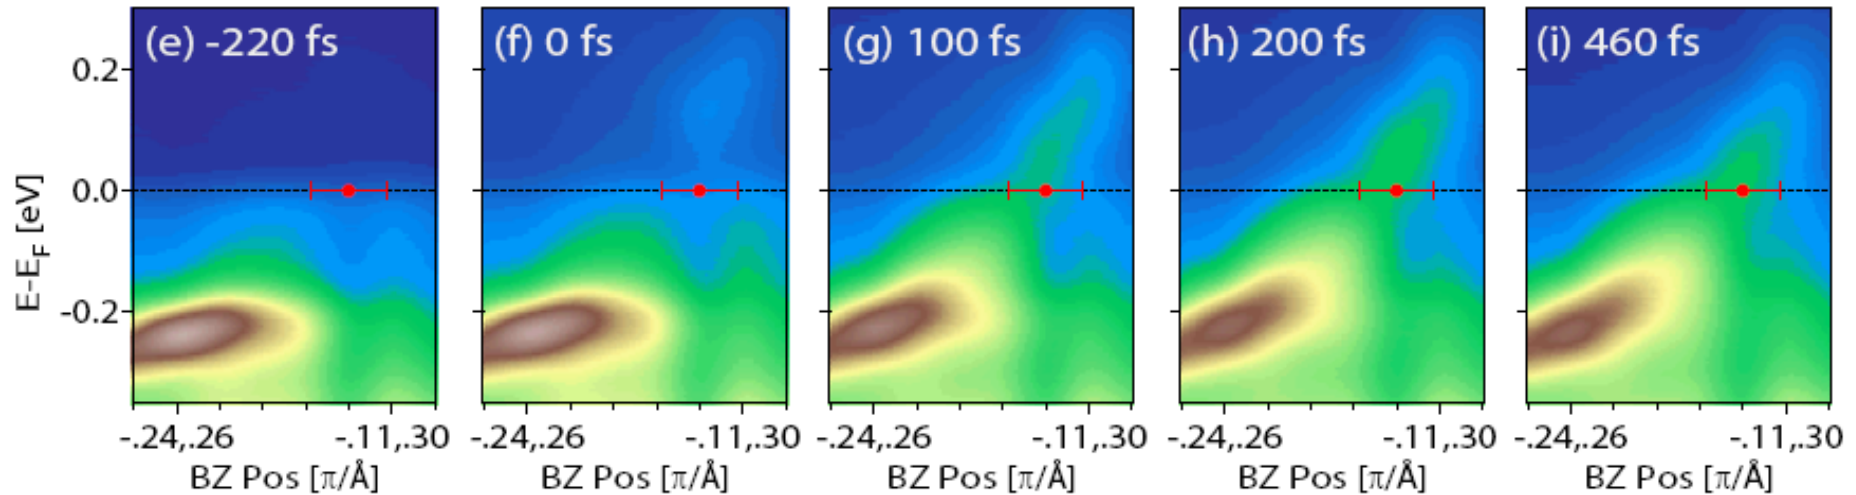 (e) -220 fs
(f) 0 fs
(g) 100 fs
(h) 200 fs
(i) 460 fs
0.2
0.0
-0.2
E-E_F [eV]
-.24,.26 -.11,.30
-.24,.26 -.11,.30
-.24,.26 -.11,.30
-.24,.26 -.11,.30
-.24,.26 -.11,.30
BZ Pos [π/Å]
BZ Pos [π/Å]
BZ Pos [π/Å]
BZ Pos [π/Å]
BZ Pos [π/Å]